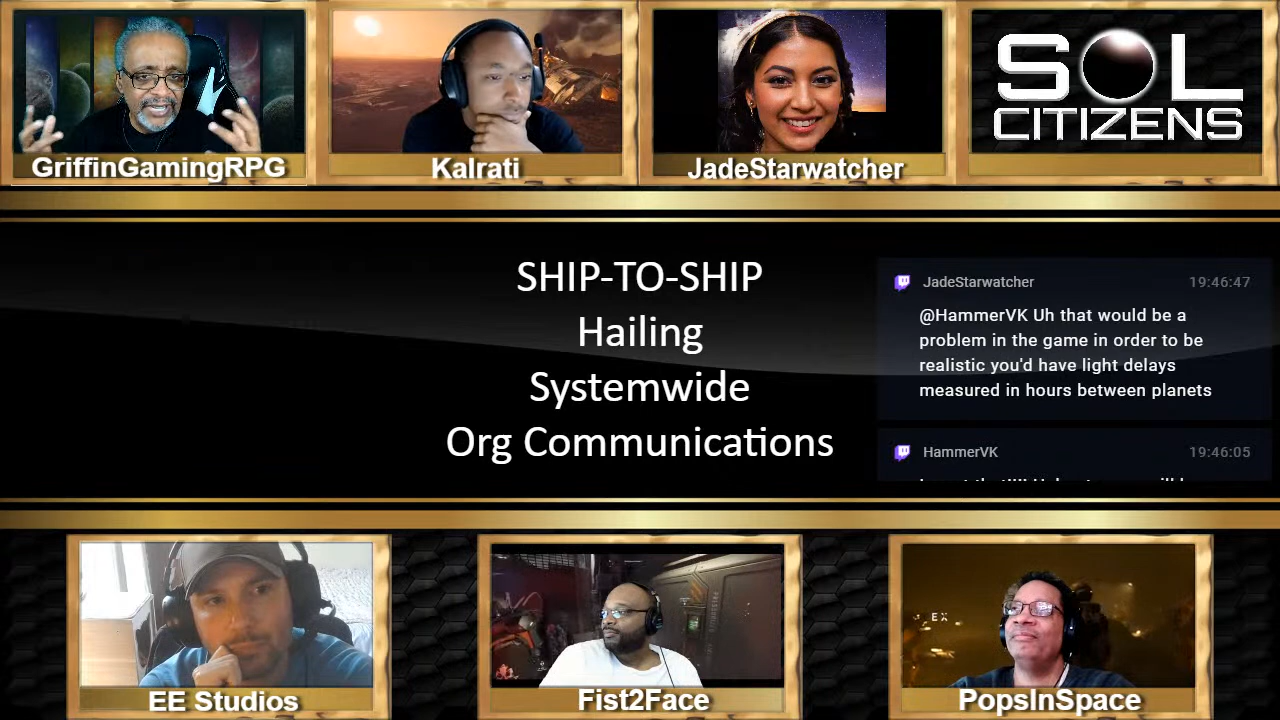 SOL
CITIZENS
GriffinGamingRPG
Kalrati
JadeStarwatcher
SHIP-TO-SHIP
Hailing
Systemwide
Org Communications
JadeStarwatcher 19:46:47
@HammerVK Uh that would be a
problem in the game in order to be
realistic you'd have light delays
measured in hours between planets
HammerVK 19:46:05
EX
EE Studios
Fist2Face
PopsInSpace